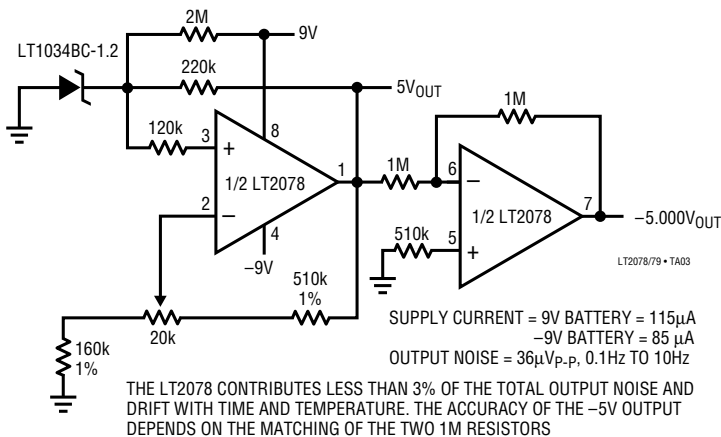 2M
9V
LT1034BC-1.2
220k
5VOUT
120k
3
+
8
1/2 LT2078
1
2
−
4
−9V
1M
1M
6
−
1/2 LT2078
7
−5.000VOUT
510k
5
+
LT2078/79 • TA03
510k
1%
20k
160k
1%
SUPPLY CURRENT = 9V BATTERY = 115µA
−9V BATTERY = 85 µA
OUTPUT NOISE = 36µVP-P, 0.1Hz TO 10Hz
THE LT2078 CONTRIBUTES LESS THAN 3% OF THE TOTAL OUTPUT NOISE AND
DRIFT WITH TIME AND TEMPERATURE. THE ACCURACY OF THE −5V OUTPUT
DEPENDS ON THE MATCHING OF THE TWO 1M RESISTORS